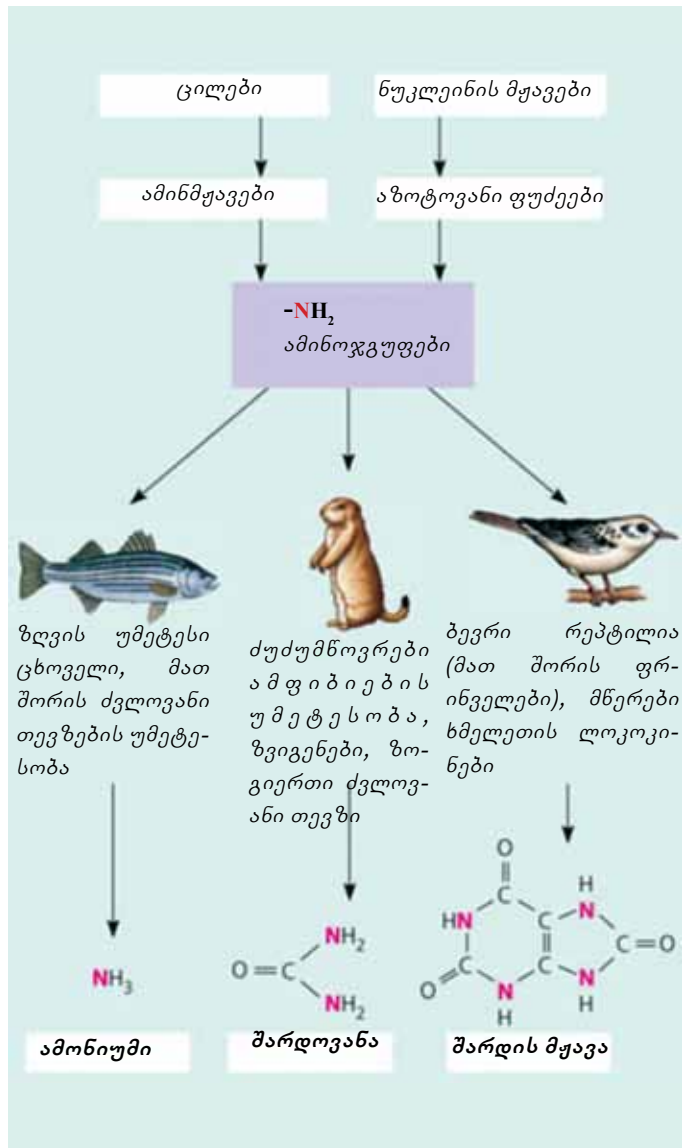 ცილები
ნუკლეინის მჟავები
ამინმჟავები
აზოტოვანი ფუძეები
-NH₂
ამინოჯგუფები
ზღვის უმეტესი
ცხოველი, მათ
შორის ძვლოვანი
თევზების უმეტე-
სობა
ძუძუმწოვრები
ამფიბიების
უმეტესობა,
ზვიგენები, ზო-
გიერთი ძვლოვ-
ანი თევზი
ბევრი რეპტილია
(მათ შორის ფრ-
ინველები), მწერები
ხმელეთის ლოკოკი-
ნები
NH₃
O=C
NH₂
NH₂
O
C
H
N
HN
C
C=O
C
C
O
N
H
N
H
ამონიუმი
შარდოვანა
შარდის მჟავა